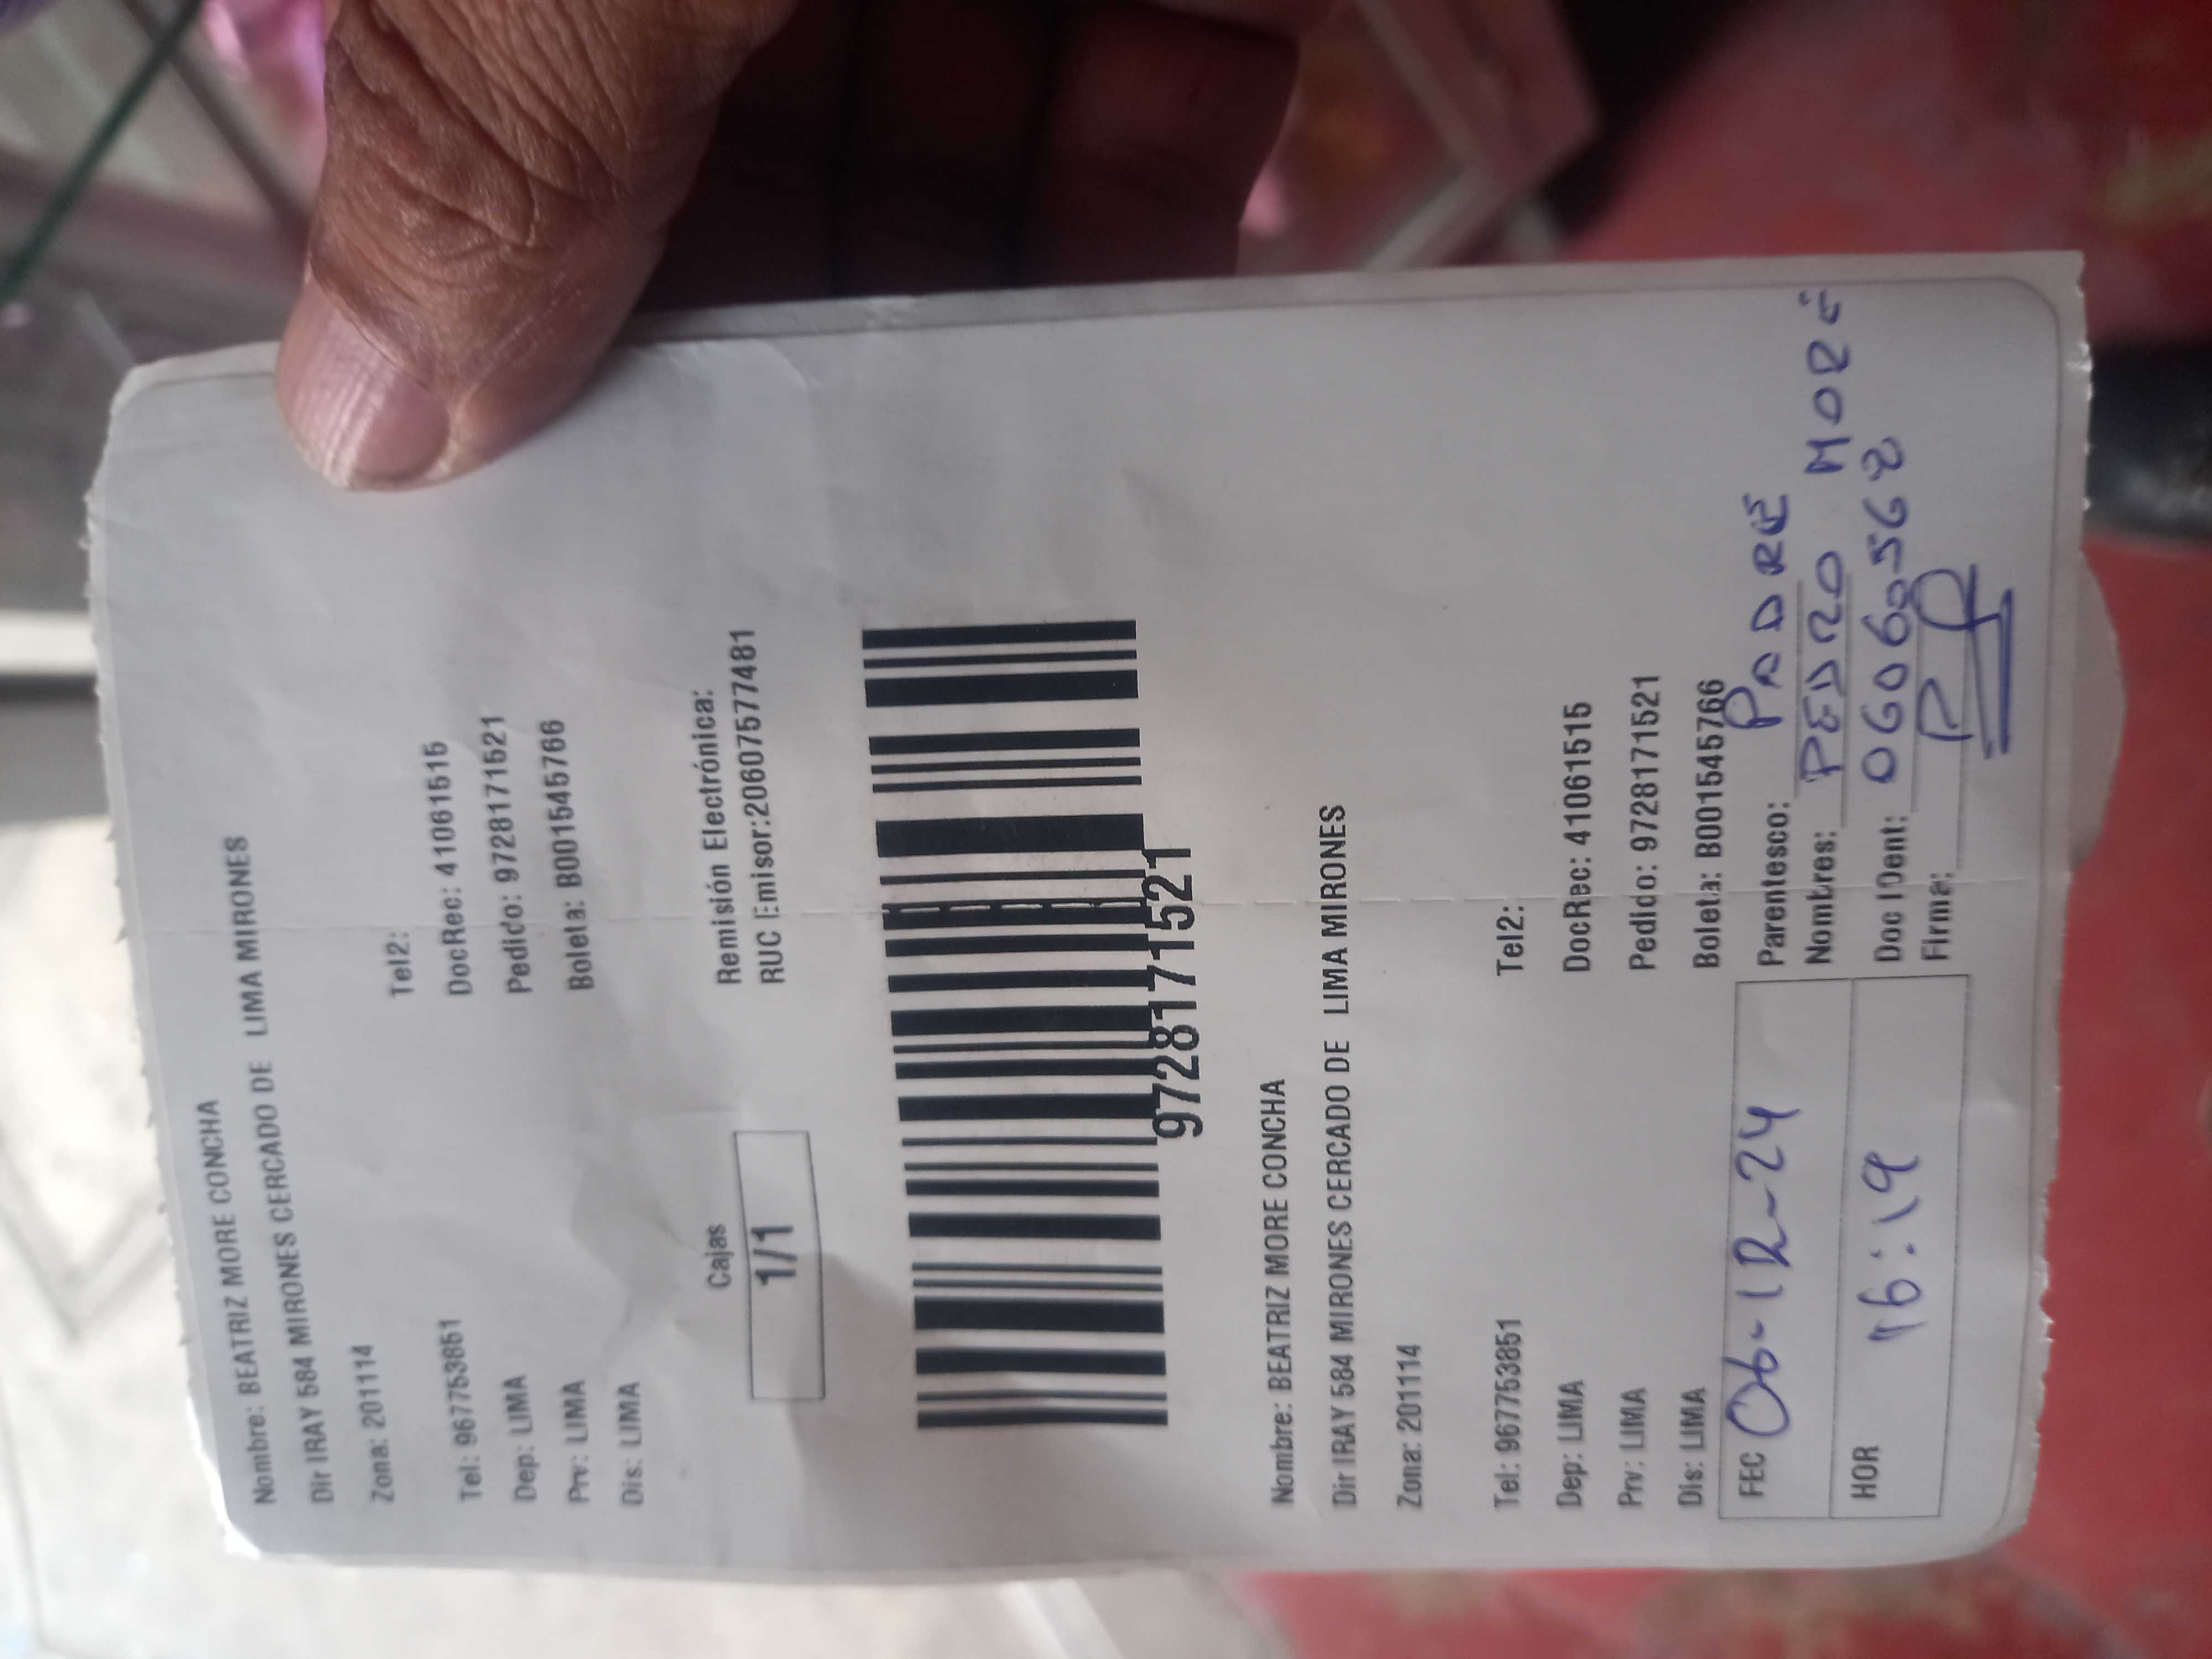 Nombre: BEATRIZ MORE CONCHA
Dir IRAY 584 MIRONES CERCADO DE LIMA MIRONES
Zona: 201114
Tel2:
Tel: 967753851 DocRec: 41061515
Dep: LIMA Pedido: 9728171521
Prv: LIMA Boleta: B001545766
Dis: LIMA
Cajas Remisión Electrónica:
1/1 RUC Emisor:20607577481
9728171521
Nombre: BEATRIZ MORE CONCHA
Dir IRAY 584 MIRONES CERCADO DE LIMA MIRONES
Zona: 201114
Tel: 967753851 Tel2:
Dep: LIMA DocRec: 41061515
Prv: LIMA Pedido: 9728171521
Dis: LIMA Boleta: B001545766
FEC 06-12-24 Parentesco: PADRE
Nombres: PEDRO MORE
HOR 16:19 Doc IDent:
Firma: